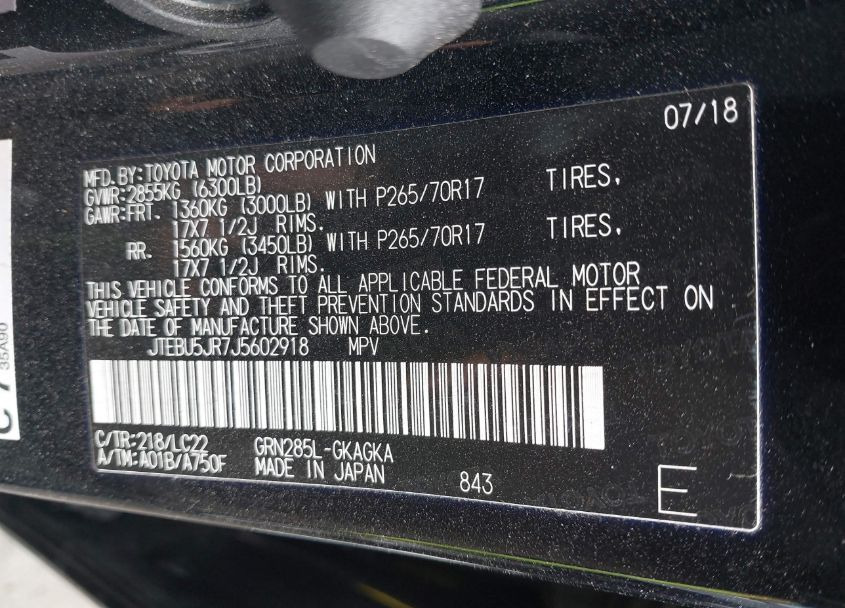 07/18
MFD.BY:TOYOTA MOTOR CORPORATION
GVWR:2855KG (6300LB)
GAWR:FRT. 1360KG (3000LB) WITH P265/70R17 TIRES,
17X7 1/2J RIMS.
RR. 1560KG (3450LB) WITH P265/70R17 TIRES,
17X7 1/2J RIMS.
THIS VEHICLE CONFORMS TO ALL APPLICABLE FEDERAL MOTOR
VEHICLE SAFETY AND THEFT PREVENTION STANDARDS IN EFFECT ON
THE DATE OF MANUFACTURE SHOWN ABOVE.
JTEBU5JR7J5602918 MPV
C/TR:218/LC22 GRN285L-GKAGKA
A/TM:A01B/A750F MADE IN JAPAN 843
E
35A90